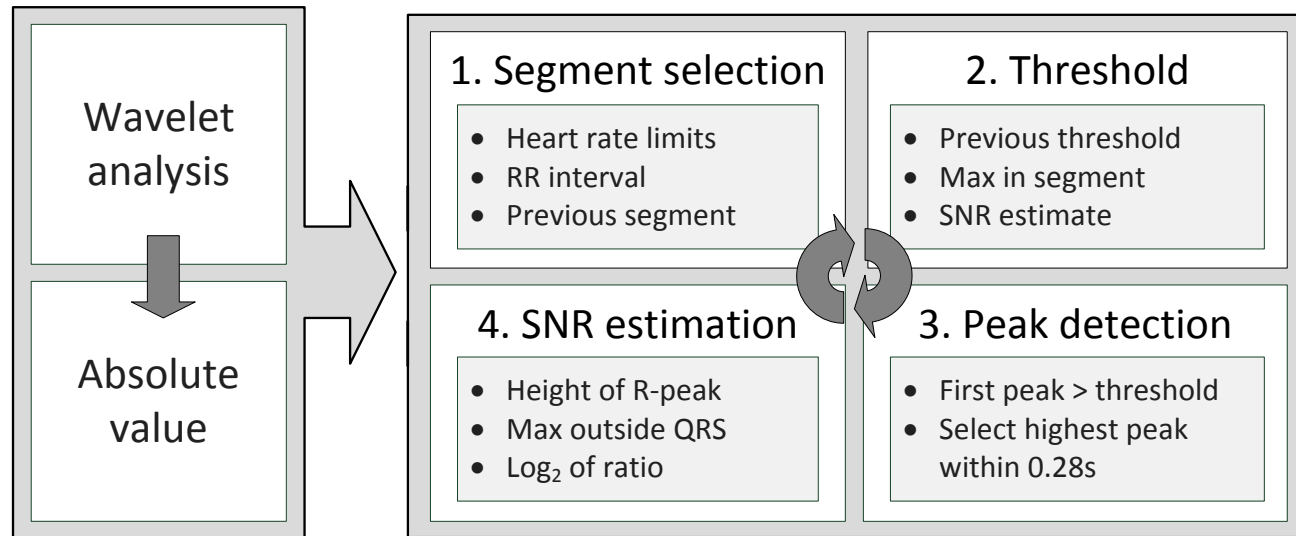 Wavelet
analysis
Absolute
value
1. Segment selection
• Heart rate limits
• RR interval
• Previous segment
2. Threshold
• Previous threshold
• Max in segment
• SNR estimate
4. SNR estimation
• Height of R-peak
• Max outside QRS
• Log₂ of ratio
3. Peak detection
• First peak > threshold
• Select highest peak
within 0.28s